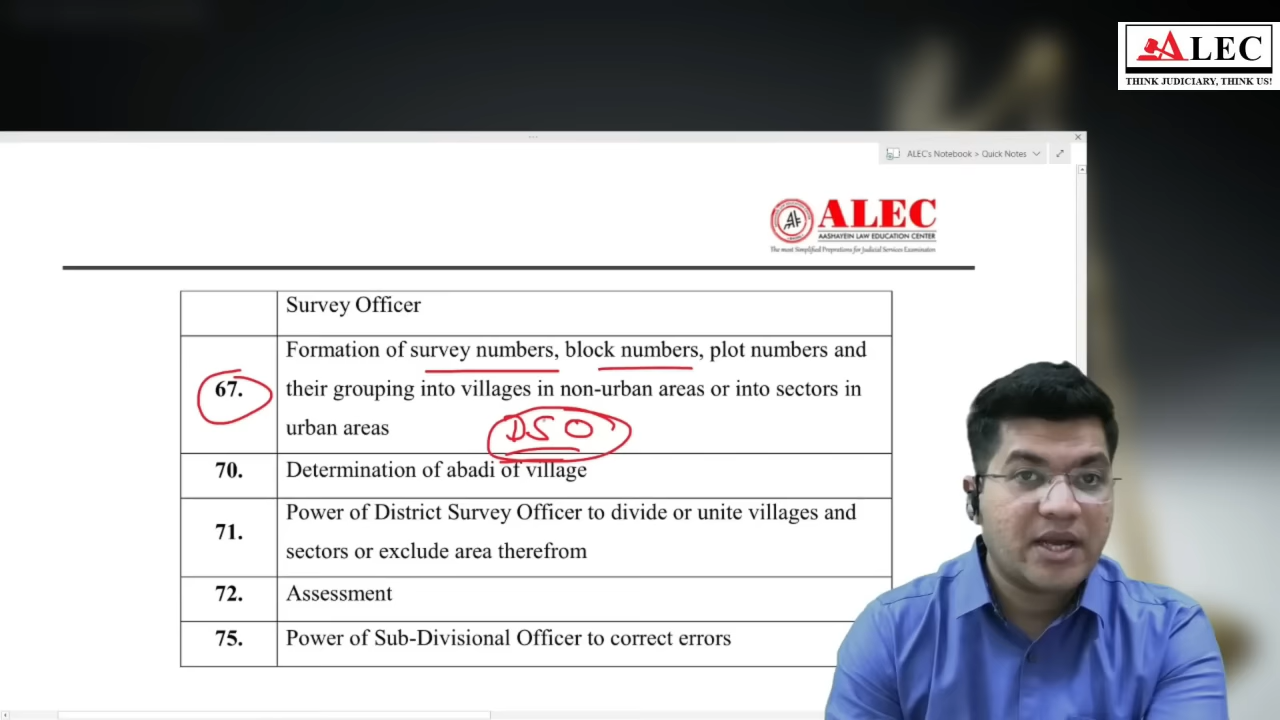 ALEC
THINK JUDICIARY, THINK US!
ALEC's Notebook > Quick Notes
ALEC
AASHAYEIN LAW EDUCATION CENTER
The most Simplified Preprations for Judicial Services Examination
Survey Officer
67.
Formation of survey numbers, block numbers, plot numbers and
their grouping into villages in non-urban areas or into sectors in
urban areas
DSO
70.
Determination of abadi of village
71.
Power of District Survey Officer to divide or unite villages and
sectors or exclude area therefrom
72.
Assessment
75.
Power of Sub-Divisional Officer to correct errors